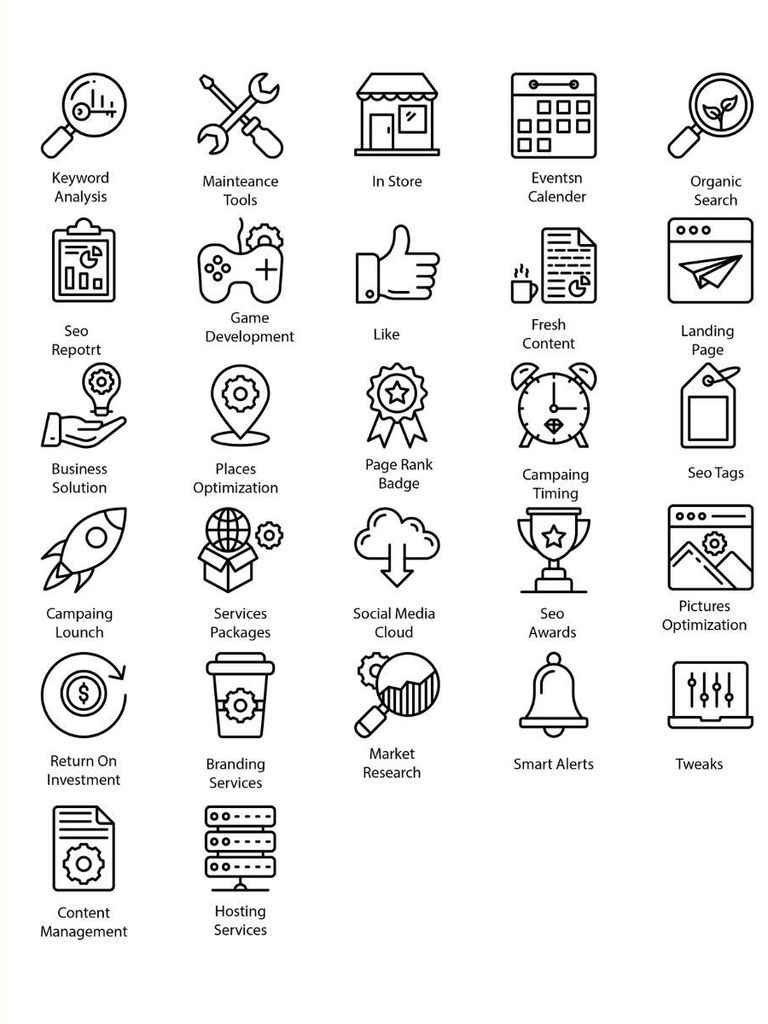 Keyword
Analysis
Mainteance
Tools
In Store
Eventsn
Calender
Organic
Search
Seo
Repotrt
Game
Development
Like
Fresh
Content
Landing
Page
Business
Solution
Places
Optimization
Page Rank
Badge
Campaing
Timing
Seo Tags
Campaing
Lounch
Services
Packages
Social Media
Cloud
Seo
Awards
Pictures
Optimization
Return On
Investment
Branding
Services
Market
Research
Smart Alerts
Tweaks
Content
Management
Hosting
Services